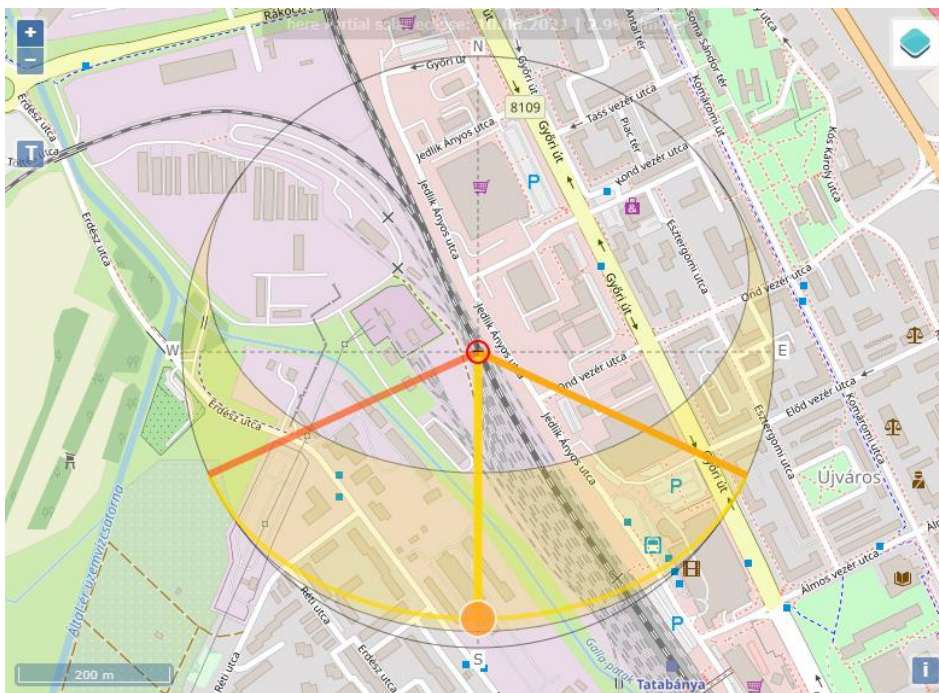 here Partial solar eclipse: 10.06.2021 | 2.9%
+
−
T
N
W
E
S
Rákóczi
Győri út
8109
Győri út
Győri út
Győri út
Győri út
Antal tér
Soma Sándor tér
Komáromi út
Tass vezér utca
Piac tér
Kond vezér utca
Kós Károly utca
Jedlik Ányos utca
Jedlik Ányos utca
Jedlik Ányos utca
Jedlik Ányos utca
Erdész utca
Erdész utca
Erdész utca
Erdész utca
Esztergomi utca
Esztergomi utca
Ond vezér utca
Ond vezér utca
Előd vezér utca
Komáromi utca
Újváros
Álmos vezér utca
P
P
P
Által-ér üzemvízcsatorna
Réti utca
Réti utca
Galla-patak
Tatabánya
200 m
i